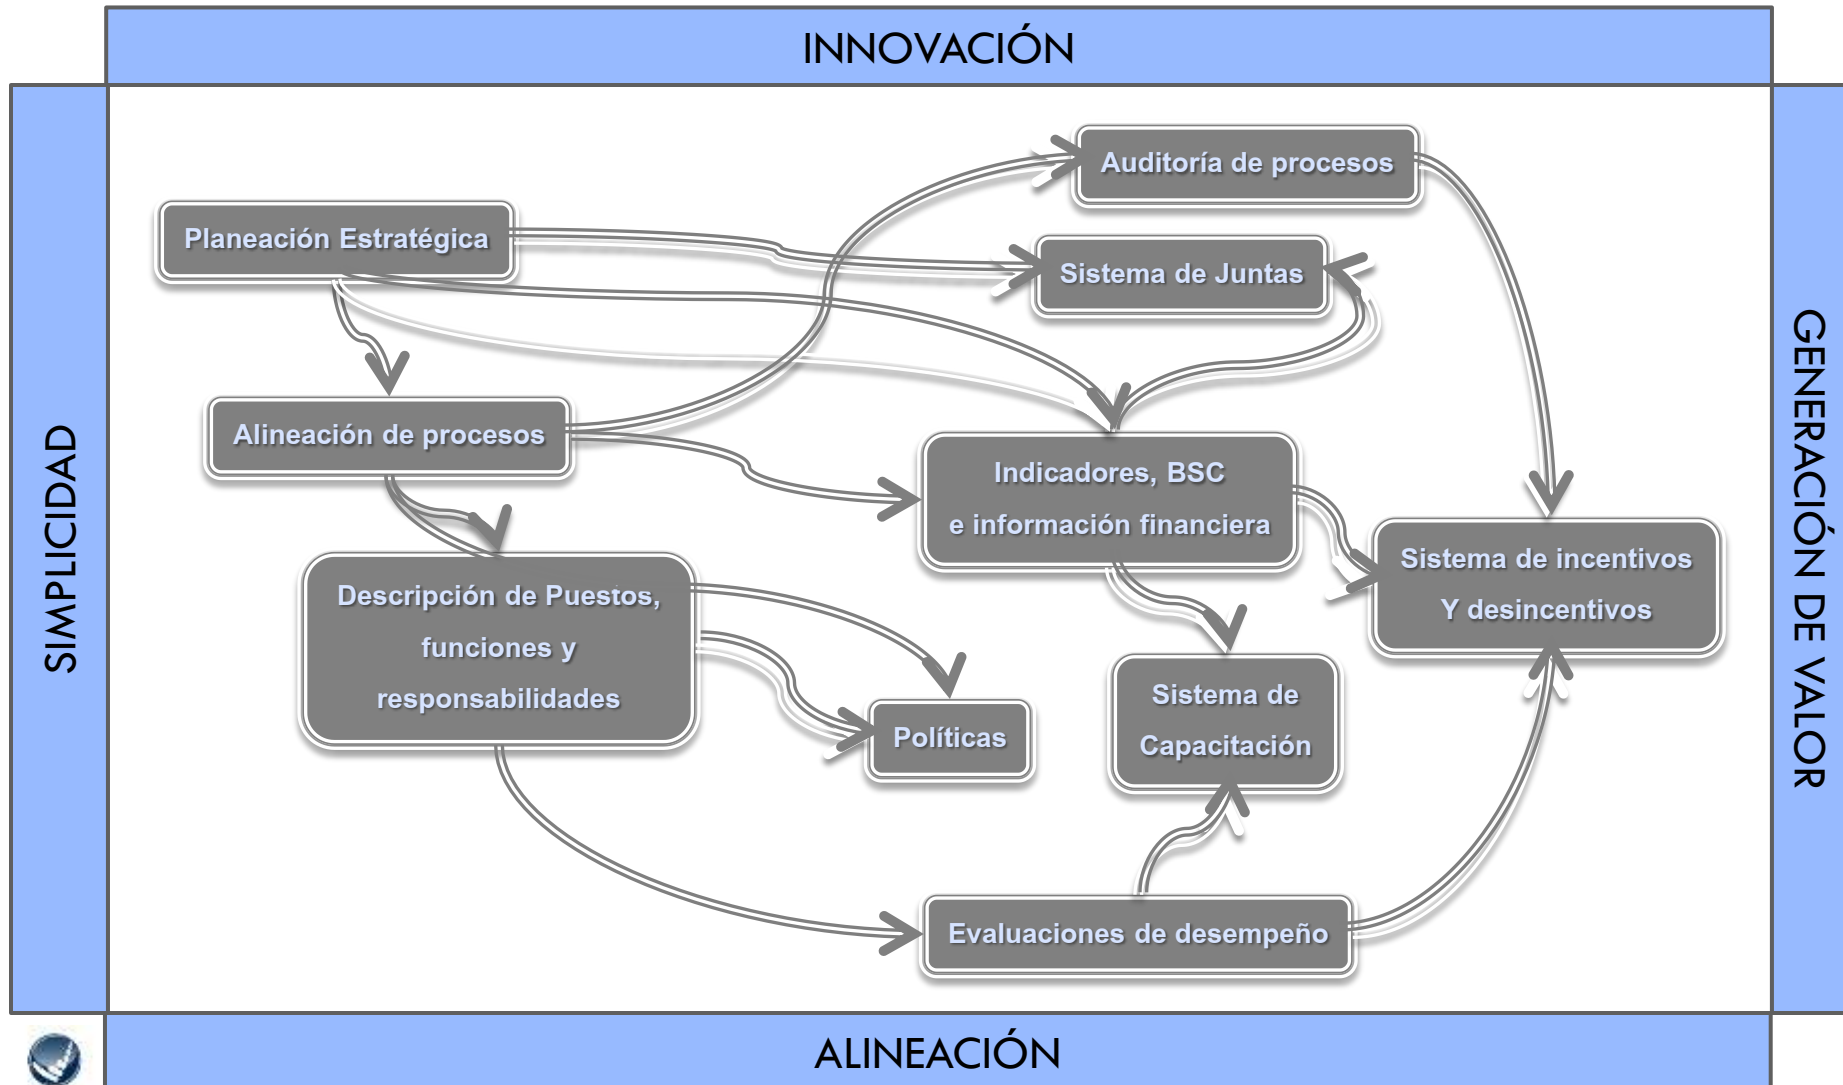 INNOVACIÓN
SIMPLICIDAD
Auditoría de procesos
Planeación Estratégica
Sistema de Juntas
Alineación de procesos
Indicadores, BSC
e información financiera
Sistema de incentivos
Y desincentivos
Descripción de Puestos,
funciones y
responsabilidades
Políticas
Sistema de
Capacitación
Evaluaciones de desempeño
GENERACIÓN DE VALOR
ALINEACIÓN